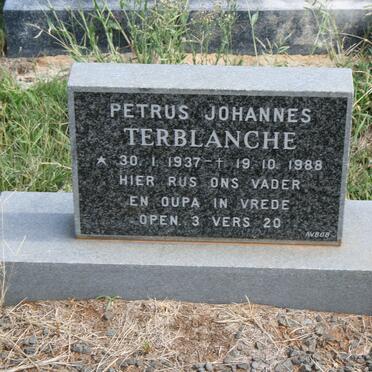 PETRUS JOHANNES
TERBLANCHE
* 30.1.1937 - † 19.10.1988
HIER RUS ONS VADER
EN OUPA IN VREDE
OPEN. 3 VERS 20
AVBOB